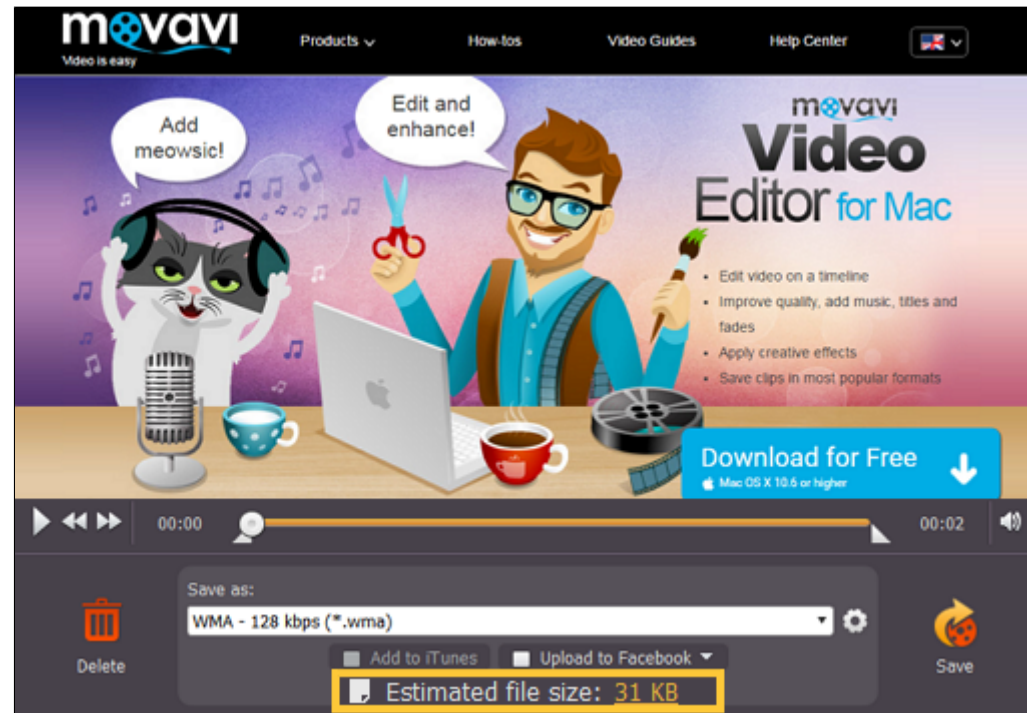 movavi
Video is easy
Products
How-tos
Video Guides
Help Center
Add
meowsic!
Edit and
enhance!
movavi
Video
Editor for Mac
• Edit video on a timeline
• Improve quality, add music, titles and
fades
• Apply creative effects
• Save clips in most popular formats
Download for Free
Mac OS X 10.6 or higher
00:00
00:02
Save as:
WMA - 128 kbps (*.wma)
Delete
Add to iTunes
Upload to Facebook
Save
Estimated file size: 31 KB